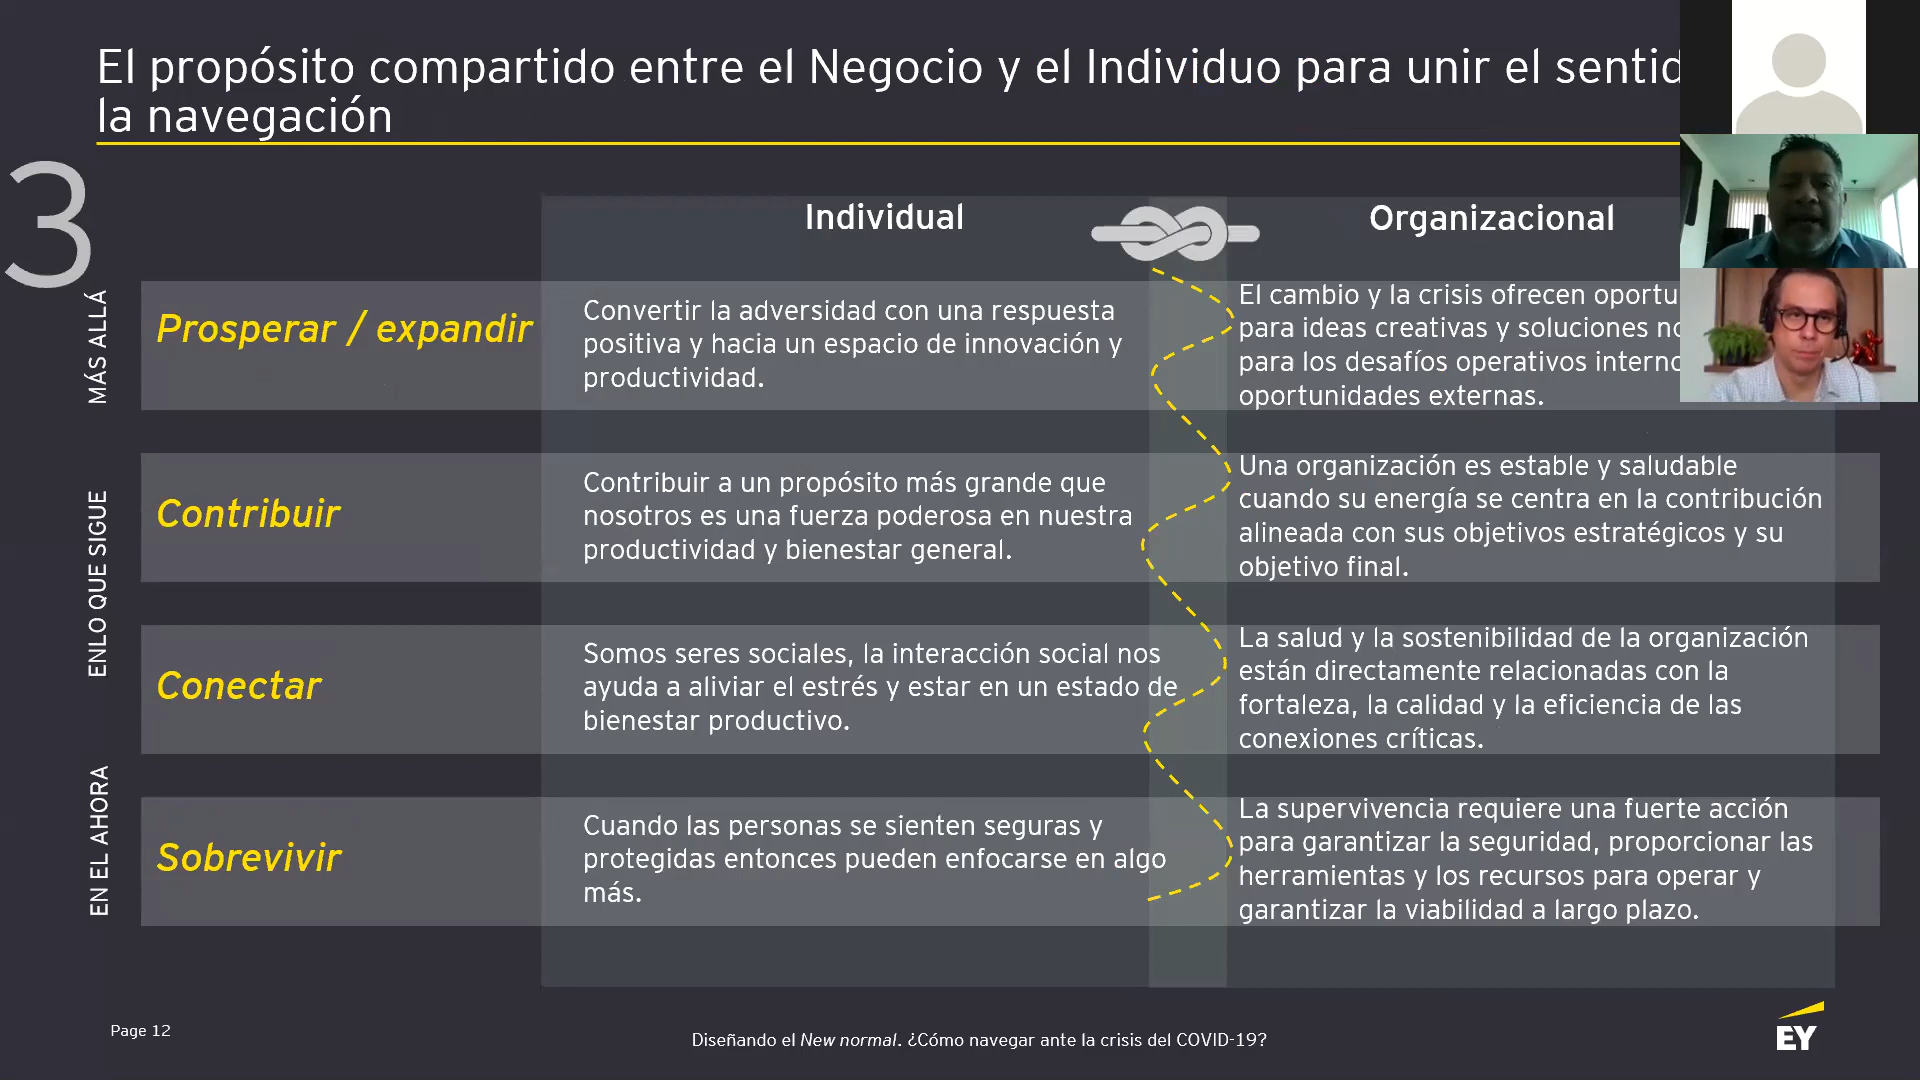 El propósito compartido entre el Negocio y el Individuo para unir el
la navegación
3
Individual
Organizacional
MÁS ALLÁ
Prosperar / expandir
Convertir la adversidad con una respuesta
positiva y hacia un espacio de innovación y
productividad.
El cambio y la crisis ofrecen
para ideas creativas y soluciones
para los desafíos operativos
oportunidades externas.
ENLO QUE SIGUE
Contribuir
Contribuir a un propósito más grande que
nosotros es una fuerza poderosa en nuestra
productividad y bienestar general.
Una organización es estable y saludable
cuando su energía se centra en la contribución
alineada con sus objetivos estratégicos y su
objetivo final.
Conectar
Somos seres sociales, la interacción social nos
ayuda a aliviar el estrés y estar en un estado de
bienestar productivo.
La salud y la sostenibilidad de la organización
están directamente relacionadas con la
fortaleza, la calidad y la eficiencia de las
conexiones críticas.
EN EL AHORA
Sobrevivir
Cuando las personas se sienten seguras y
protegidas entonces pueden enfocarse en algo
más.
La supervivencia requiere una fuerte acción
para garantizar la seguridad, proporcionar las
herramientas y los recursos para operar y
garantizar la viabilidad a largo plazo.
Page 12
Diseñando el New normal. ¿Cómo navegar ante la crisis del COVID-19?
EY